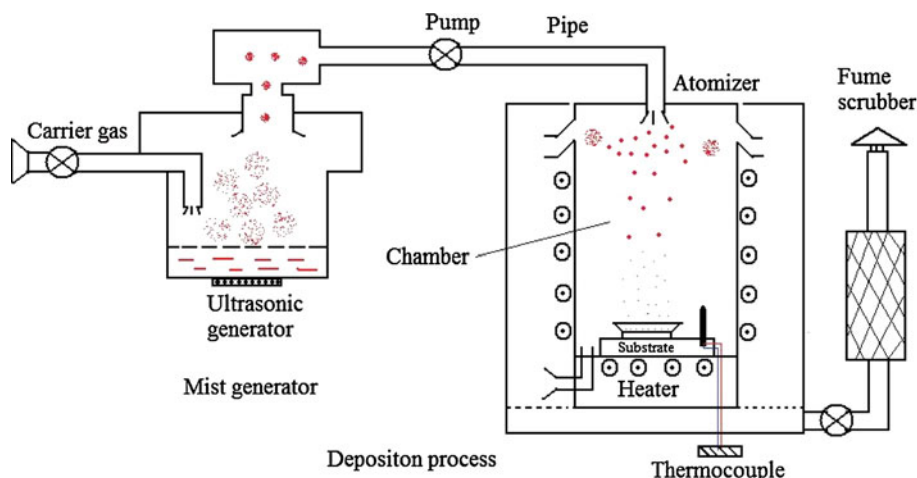 Pump
Pipe
Atomizer
Fume
scrubber
Carrier gas
Chamber
Ultrasonic
generator
Substrate
Mist generator
Heater
Depositon process
Thermocouple